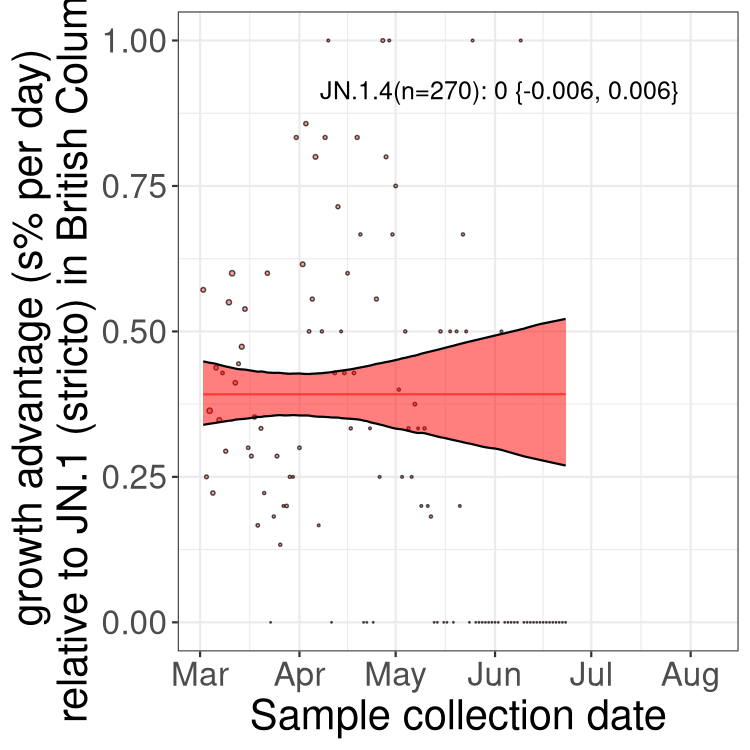 growth advantage (s% per day)
relative to JN.1 (stricto) in British Colum
1.00
0.75
0.50
0.25
0.00
JN.1.4(n=270): 0 {-0.006, 0.006}
Mar Apr May Jun Jul Aug
Sample collection date